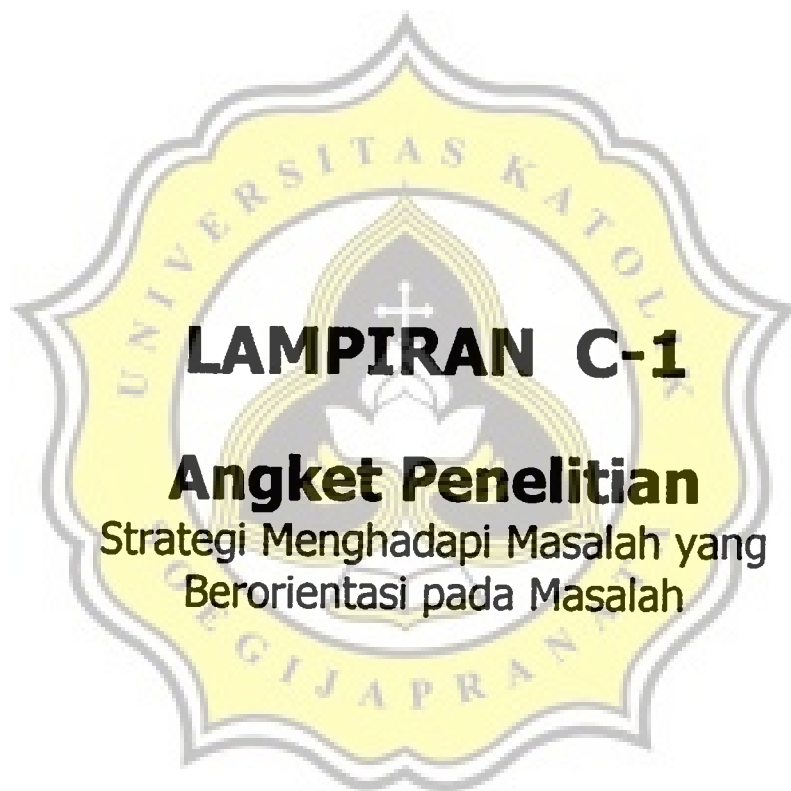 UNIVERSITAS KATOLIK
LAMPIRAN C-1
Angket Penelitian
Strategi Menghadapi Masalah yang
Berorientasi pada Masalah